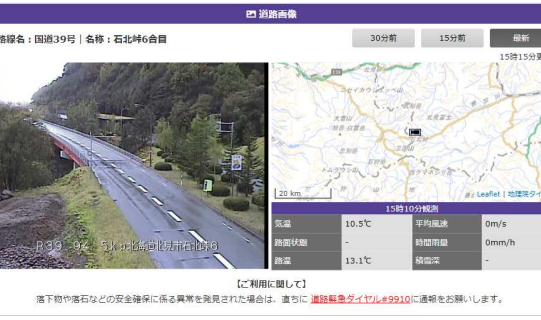 道路画像
路線名：国道39号｜名称：石北峠6合目
30分前
15分前
最新
15時15分更
20 km
Leaflet | 地理院タイ
15時10分観測
気温 10.5℃ 平均風速 0m/s
路面状態 - 時間雨量 0mm/h
路温 13.1℃ 積雪深 -
【ご利用に関して】
落下物や落石などの安全確保に係る異常を発見された場合は、直ちに 道路緊急ダイヤル#9910に通報をお願いします。